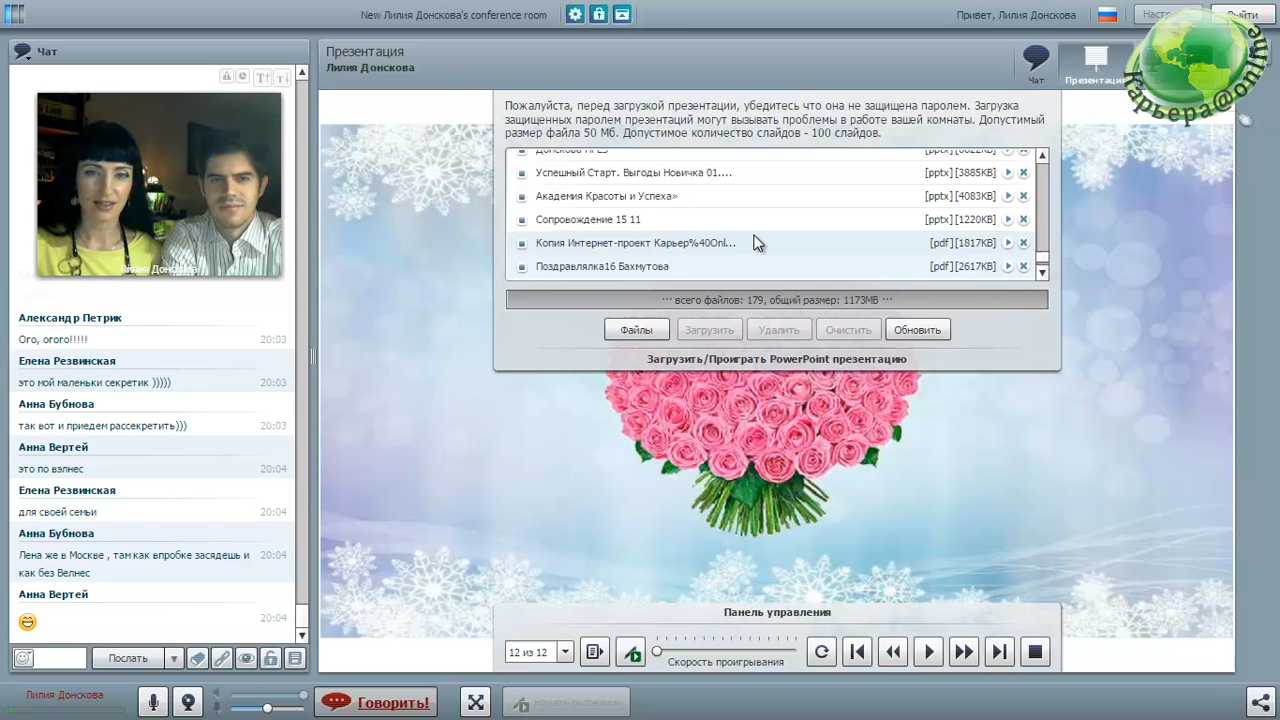 New Лилия Донскова's conference room
Привет, Лилия Донскова
Выйти
Чат
Презентация
Лилия Донскова
Чат
Презентация
Карьера@online
Лилия Донскова
Александр Петрик
Ого, огого!!!!! 20:03
Елена Резвинская
это мой маленьки секретик ))))) 20:03
Анна Бубнова
так вот и приедем рассекретить))) 20:03
Анна Вертей
это по вэлнес 20:04
Елена Резвинская
для своей семьи 20:04
Анна Бубнова
Лена же в Москве , там как впробке засядешь и 20:04
как без Велнес
Анна Вертей
20:04
Послать
Пожалуйста, перед загрузкой презентации, убедитесь что она не защищена паролем. Загрузка
защищенных паролем презентаций могут вызывать проблемы в работе вашей комнаты. Допустимый
размер файла 50 Мб. Допустимое количество слайдов - 100 слайдов.
Успешный Старт. Выгоды Новичка 01.... [pptx][3885KB]
Академия Красоты и Успеха» [pptx][4083KB]
Сопровождение 15 11 [pptx][1220KB]
Копия Интернет-проект Карьер%40Onl... [pdf][1817KB]
Поздравлялка16 Бахмутова [pdf][2617KB]
··· всего файлов: 179, общий размер: 1173MB ···
Файлы
Загрузить
Удалить
Очистить
Обновить
Загрузить/Проиграть PowerPoint презентацию
Панель управления
12 из 12
Скорость проигрывания
Лилия Донскова
Говорить!
Начать рисование